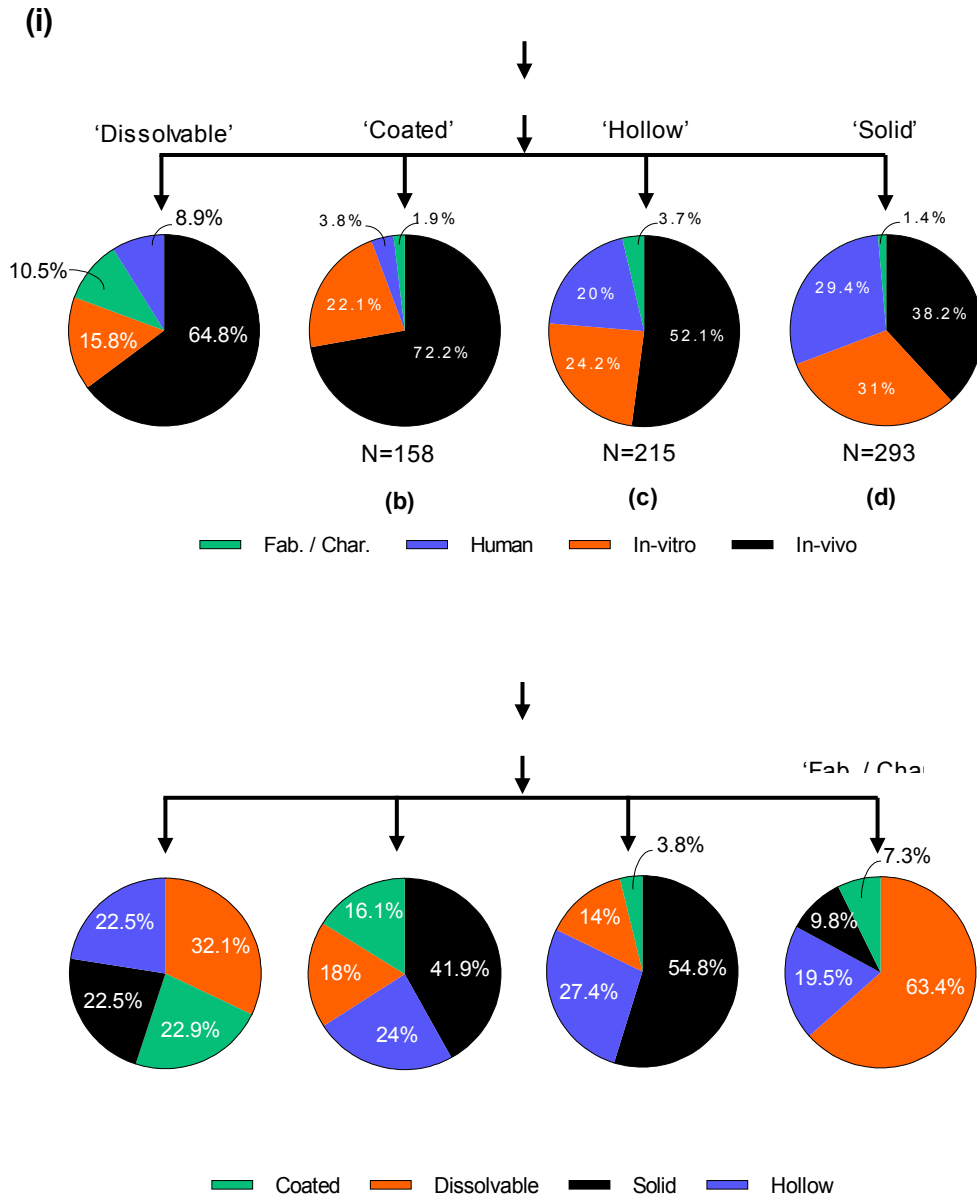 (i)
‘Dissolvable’ ‘Coated’ ‘Hollow’ ‘Solid’
8.9% 3.8% 1.9% 3.7% 1.4%
10.5% 22.1% 20% 29.4% 38.2%
15.8% 64.8% 72.2% 24.2% 52.1% 31%
N=158 N=215 N=293
(b) (c) (d)
Fab. / Char. Human In-vitro In-vivo
‘Fab. / Char
3.8% 7.3%
22.5% 32.1% 16.1% 41.9% 14% 54.8% 9.8%
22.5% 22.9% 18% 24% 27.4% 19.5% 63.4%
Coated Dissolvable Solid Hollow